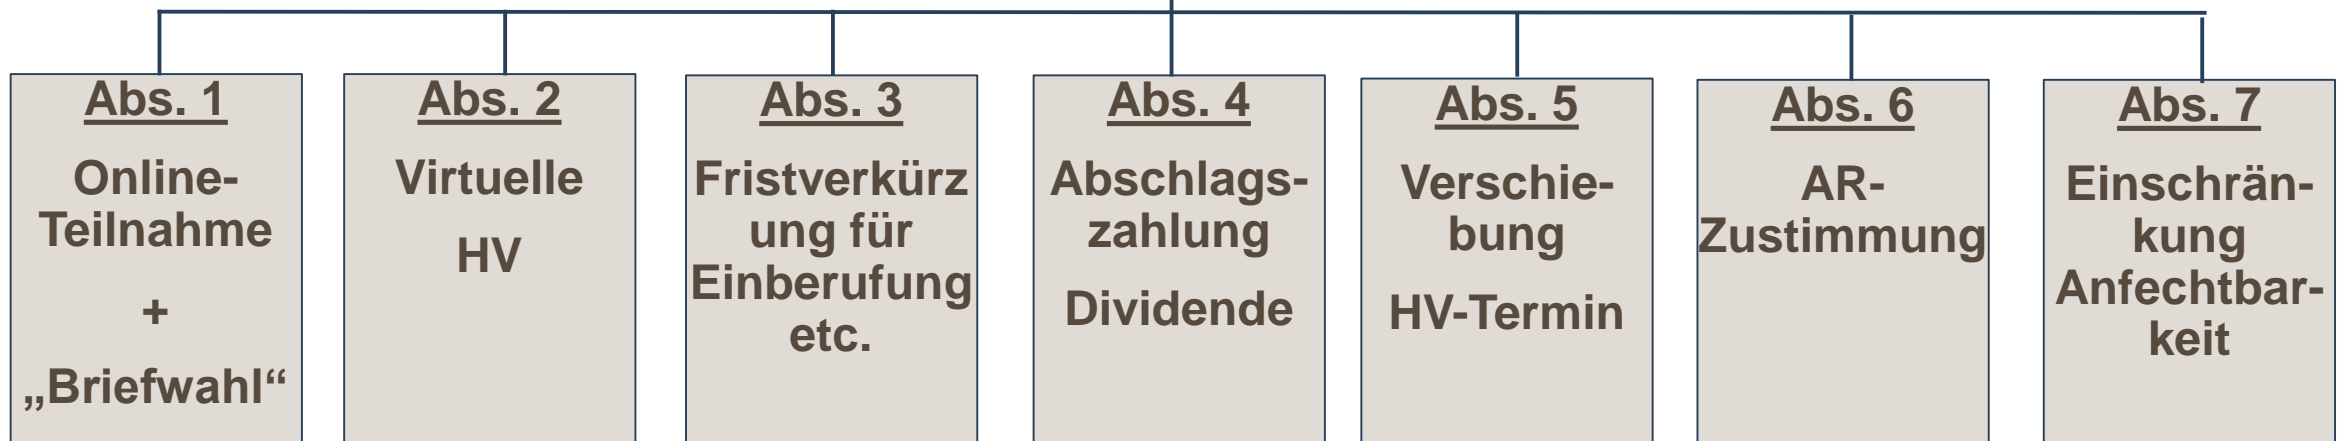 Abs. 1
Online-
Teilnahme
+
„Briefwahl“
Abs. 2
Virtuelle
HV
Abs. 3
Fristverkürz
ung für
Einberufung
etc.
Abs. 4
Abschlags-
zahlung
Dividende
Abs. 5
Verschie-
bung
HV-Termin
Abs. 6
AR-
Zustimmung
Abs. 7
Einschrän-
kung
Anfechtbar-
keit